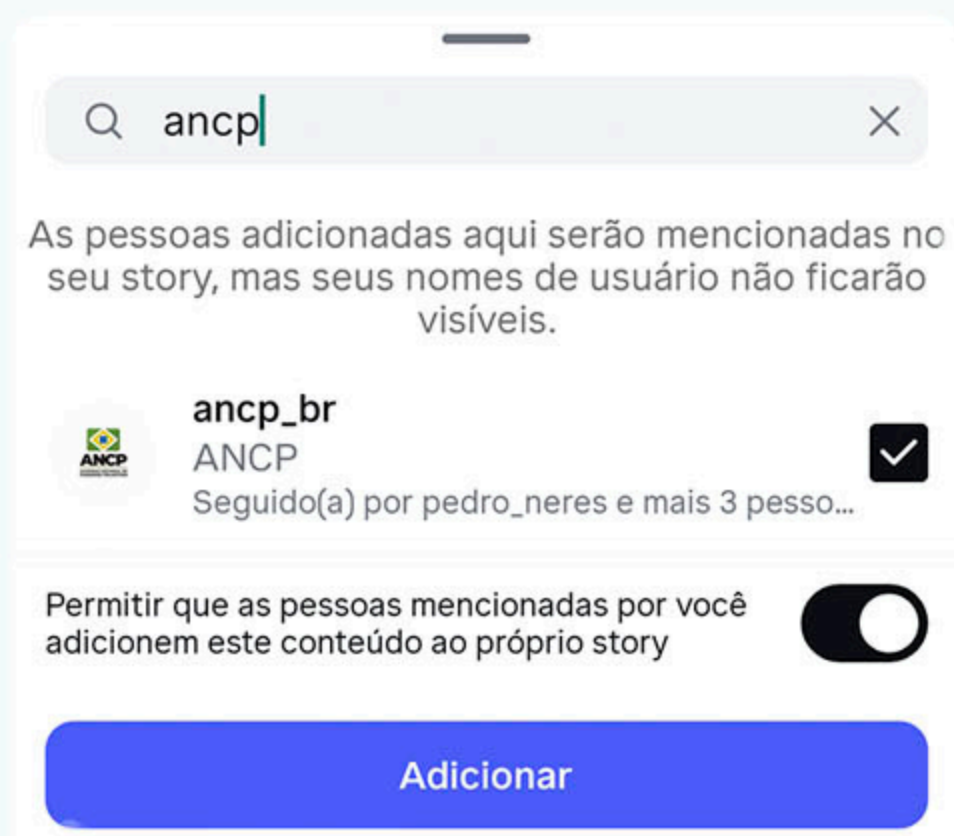 ancp
As pessoas adicionadas aqui serão mencionadas no
seu story, mas seus nomes de usuário não ficarão
visíveis.
ancp_br
ANCP
ANCP
Seguido(a) por pedro_neres e mais 3 pesso...
Permitir que as pessoas mencionadas por você
adicionem este conteúdo ao próprio story
Adicionar